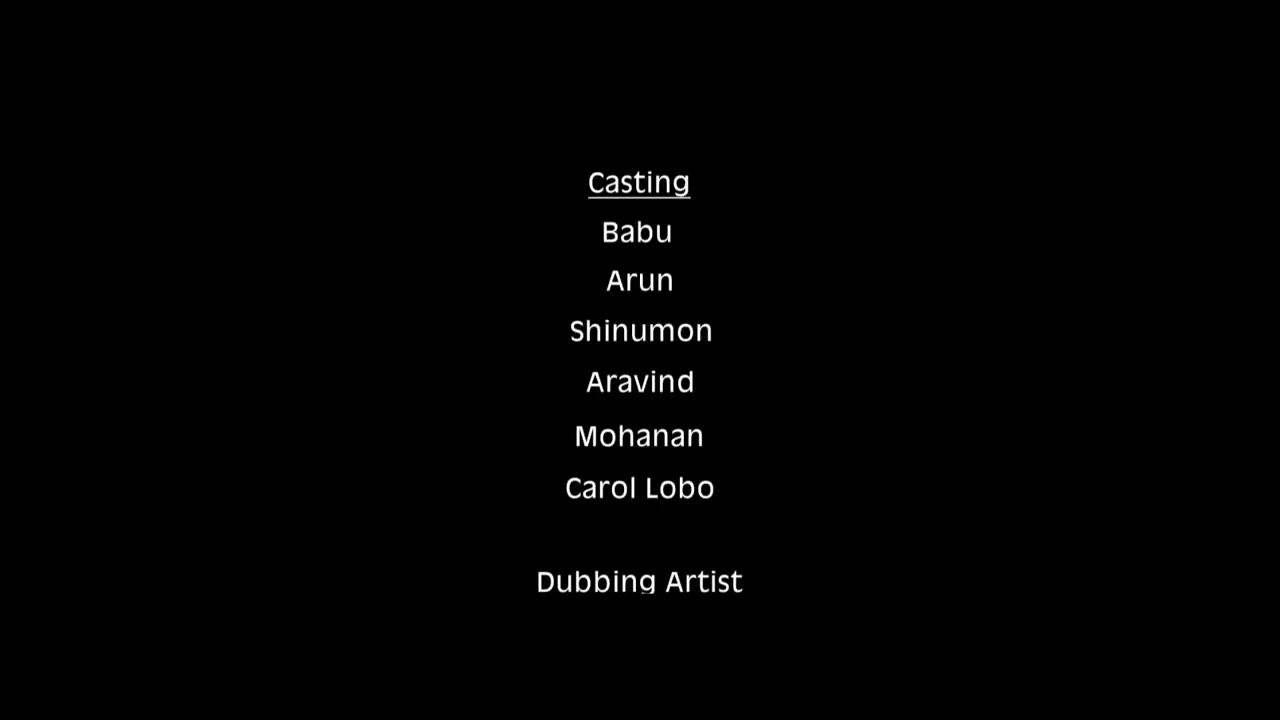 Casting
Babu
Arun
Shinumon
Aravind
Mohanan
Carol Lobo
Dubbing Artist